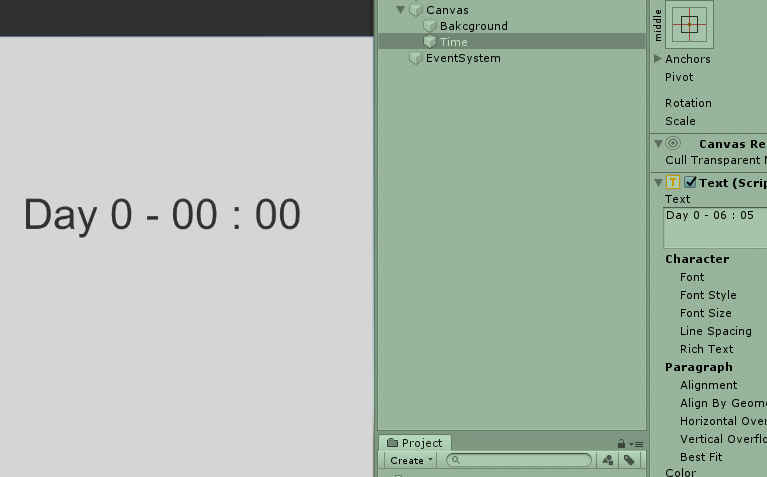 Day 0 - 00 : 00
Canvas
Bakcground
Time
EventSystem
Project
Create
middle
Anchors
Pivot
Rotation
Scale
Canvas Re
Cull Transparent M
T
Text (Scrip
Text
Day 0 - 06 : 05
Character
Font
Font Style
Font Size
Line Spacing
Rich Text
Paragraph
Alignment
Align By Geome
Horizontal Over
Vertical Overflo
Best Fit
Color